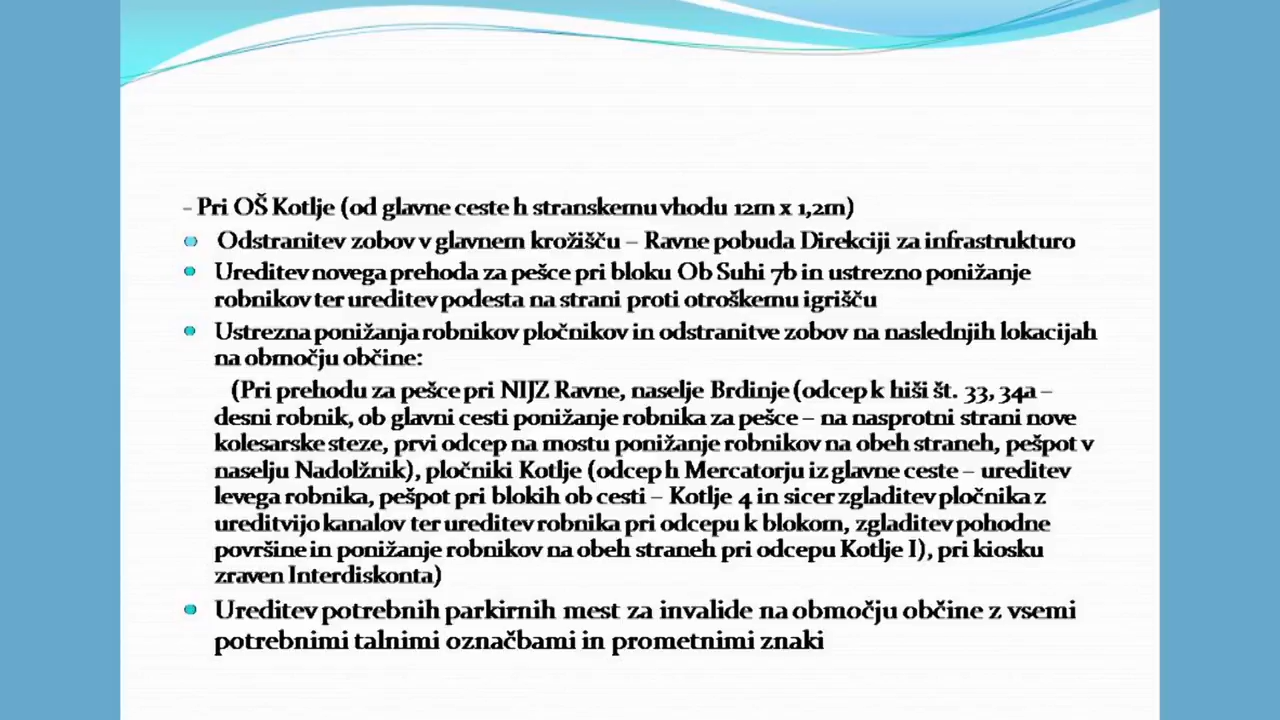 - Pri OŠ Kotlje (od glavne ceste h stranskemu vhodu 12m x 1,2m)
• Odstranitev zobov v glavnem krožišču – Ravne pobuda Direkciji za infrastrukturo
• Ureditev novega prehoda za pešce pri bloku Ob Suhi 7b in ustrezno ponižanje
robnikov ter ureditev podesta na strani proti otroškemu igrišču
• Ustrezna ponižanja robnikov pločnikov in odstranitve zobov na naslednjih lokacijah
na območju občine:
(Pri prehodu za pešce pri NIJZ Ravne, naselje Brdinje (odcep k hiši št. 33, 34a –
desni robnik, ob glavni cesti ponižanje robnika za pešce – na nasprotni strani nove
kolesarske steze, prvi odcep na mostu ponižanje robnikov na obeh straneh, pešpot v
naselju Nadolžnik), pločniki Kotlje (odcep h Mercatorju iz glavne ceste – ureditev
levega robnika, pešpot pri blokih ob cesti – Kotlje 4 in sicer zgladitev pločnika z
ureditvijo kanalov ter ureditev robnika pri odcepu k blokom, zgladitev pohodne
površine in ponižanje robnikov na obeh straneh pri odcepu Kotlje I), pri kiosku
zraven Interdiskonta)
• Ureditev potrebnih parkirnih mest za invalide na območju občine z vsemi
potrebnimi talnimi označbami in prometnimi znaki